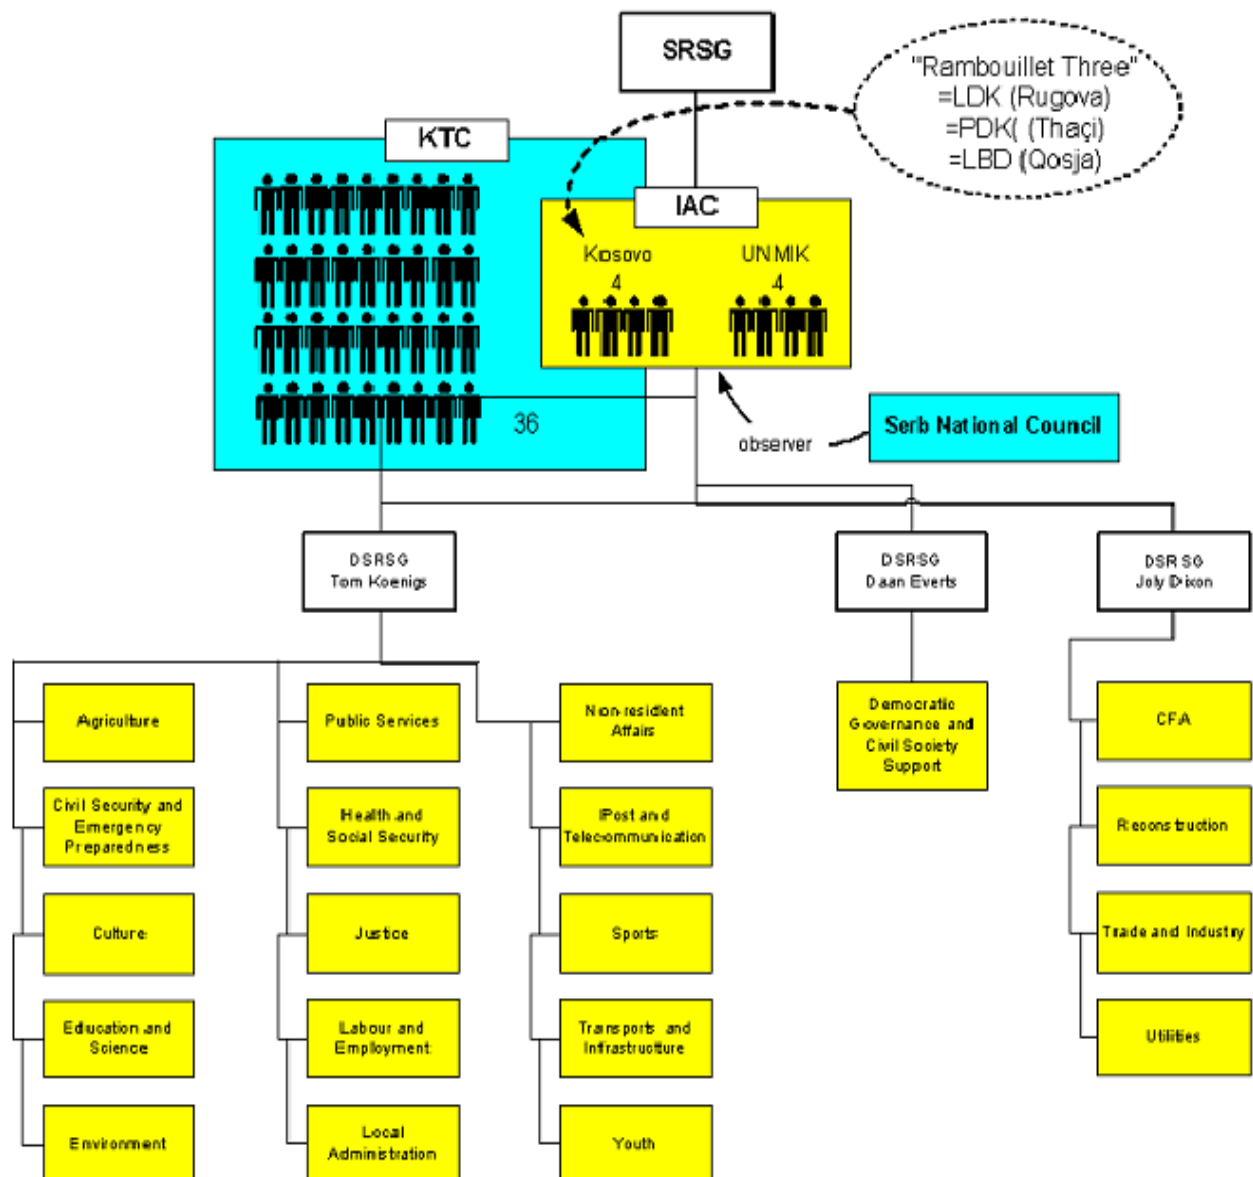 SRSG
"Rambouillet Three"
=LDK (Rugova)
=PDK( (Thaçi)
=LBD (Qosja)
KTC
IAC
Kosovo
4
UNMIK
4
36
observer
Serb National Council
DSRSG
Tom Koenigs
DSRSG
Daan Everts
DSRSG
Joly Dixon
Agriculture
Public Services
Non-resident
Affairs
Democratic
Governance and
Civil Society
Support
CFA
Civil Security and
Emergency
Preparedness
Health and
Social Security
Post and
Telecommunication
Reconstruction
Culture
Justice
Sports
Trade and Industry
Education and
Science
Labour and
Employment
Transports and
Infrastructture
Utilities
Environment
Local
Administration
Youth